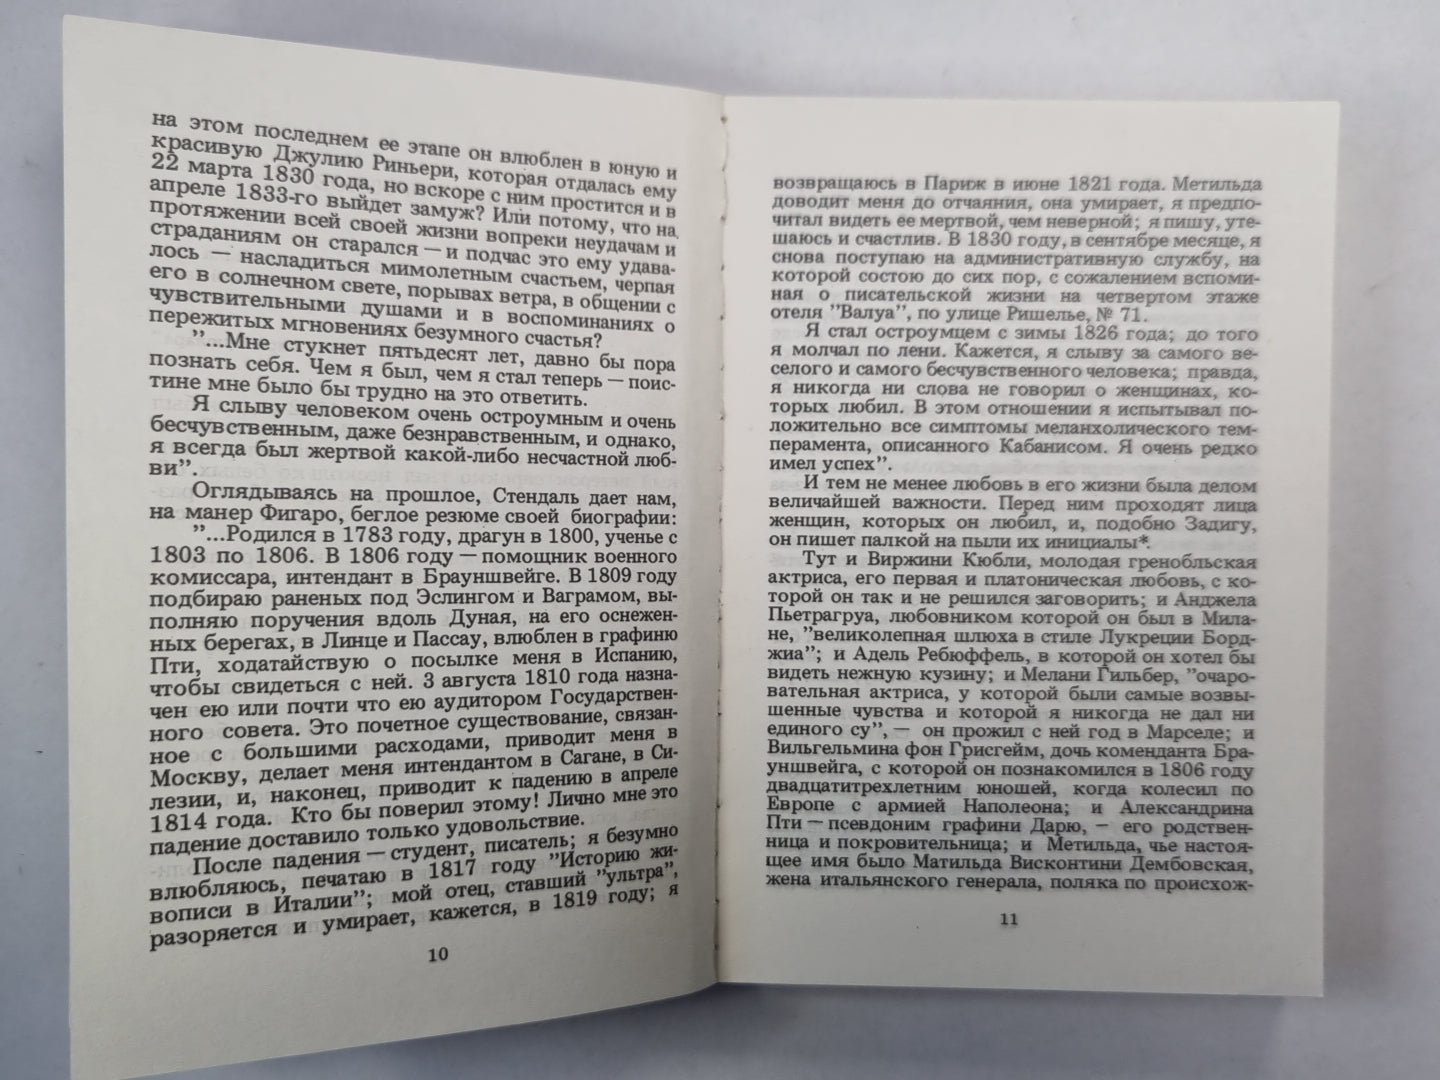 на этом последнем ее этапе он влюблен в юную и
красивую Джулию Риньери, которая отдалась ему
22 марта 1830 года, но вскоре с ним простится и в
апреле 1833-го выйдет замуж? Или потому, что на
протяжении всей своей жизни вопреки неудачам и
страданиям он старался — и подчас это ему удава-
лось — насладиться мимолетным счастьем, черпая
его в солнечном свете, порывах ветра, в общении с
чувствительными душами и в воспоминаниях о
пережитых мгновениях безумного счастья?
"...Мне стукнет пятьдесят лет, давно бы пора
познать себя. Чем я был, чем я стал теперь — поис-
тине мне было бы трудно на это ответить.
Я слыву человеком очень остроумным и очень
бесчувственным, даже безнравственным, и однако,
я всегда был жертвой какой-либо несчастной люб-
ви".
Оглядываясь на прошлое, Стендаль дает нам,
на манер Фигаро, беглое резюме своей биографии:
"...Родился в 1783 году, драгун в 1800, ученье с
1803 по 1806. В 1806 году — помощник военного
комиссара, интендант в Брауншвейге. В 1809 году
подбираю раненых под Эслингом и Ваграмом, вы-
полняю поручения вдоль Дуная, на его оснежен-
ных берегах, в Линце и Пассау, влюблен в графиню
Пти, ходатайствую о посылке меня в Испанию,
чтобы свидеться с ней. 3 августа 1810 года назна-
чен ею или почти что ею аудитором Государствен-
ного совета. Это почетное существование, связан-
ное с большими расходами, приводит меня в
Москву, делает меня интендантом в Сагане, в Си-
лезии, и, наконец, приводит к падению в апреле
1814 года. Кто бы поверил этому! Лично мне это
падение доставило только удовольствие.
После падения — студент, писатель; я безумно
влюбляюсь, печатаю в 1817 году "Историю жи-
вописи в Италии"; мой отец, ставший "ультра",
разоряется и умирает, кажется, в 1819 году; я
10
возвращаюсь в Париж в июне 1821 года. Метильда
доводит меня до отчаяния, она умирает, я предпо-
читал видеть ее мертвой, чем неверной; я пишу, уте-
шаюсь и счастлив. В 1830 году, в сентябре месяце, я
снова поступаю на административную службу, на
которой состою до сих пор, с сожалением вспоми-
ная о писательской жизни на четвертом этаже
отеля "Валуа", по улице Ришелье, № 71.
Я стал остроумцем с зимы 1826 года; до того
я молчал по лени. Кажется, я слыву за самого ве-
селого и самого бесчувственного человека; правда,
я никогда ни слова не говорил о женщинах, ко-
торых любил. В этом отношении я испытывал по-
ложительно все симптомы меланхолического тем-
перамента, описанного Кабанисом. Я очень редко
имел успех".
И тем не менее любовь в его жизни была делом
величайшей важности. Перед ним проходят лица
женщин, которых он любил, и, подобно Задигу,
он пишет палкой на пыли их инициалы*.
Тут и Виржини Кюбли, молодая гренобльская
актриса, его первая и платоническая любовь, с ко-
торой он так и не решился заговорить; и Анджела
Пьетрагруа, любовником которой он был в Мила-
не, "великолепная шлюха в стиле Лукреции Борд-
жиа"; и Адель Ребюффель, в которой он хотел бы
видеть нежную кузину; и Мелани Гильбер, "очаро-
вательная актриса, у которой были самые возвы-
шенные чувства и которой я никогда не дал ни
единого су", — он прожил с ней год в Марселе; и
Вильгельмина фон Грисгейм, дочь коменданта Бра-
уншвейга, с которой он познакомился в 1806 году
двадцатитрехлетним юношей, когда колесил по
Европе с армией Наполеона; и Александрина
Пти — псевдоним графини Дарю, — его родствен-
ница и покровительница; и Метильда, чье настоя-
щее имя было Матильда Висконтини Дембовская,
жена итальянского генерала, поляка по происхож-
11